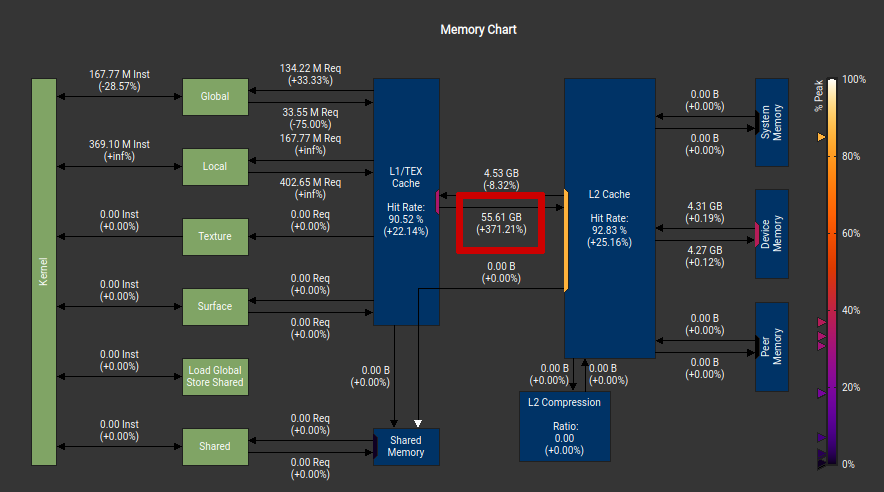 Memory Chart
Kernel
167.77 M Inst
(-28.57%)
Global
134.22 M Req
(+33.33%)
33.55 M Req
(-75.00%)
369.10 M Inst
(+inf%)
Local
167.77 M Req
(+inf%)
402.65 M Req
(+inf%)
0.00 Inst
(+0.00%)
Texture
0.00 Req
(+0.00%)
0.00 Inst
(+0.00%)
Surface
0.00 Req
(+0.00%)
0.00 Req
(+0.00%)
0.00 Inst
(+0.00%)
Load Global
Store Shared
0.00 Inst
(+0.00%)
Shared
0.00 Req
(+0.00%)
0.00 Req
(+0.00%)
L1/TEX
Cache
Hit Rate:
90.52 %
(+22.14%)
0.00 B
(+0.00%)
Shared
Memory
4.53 GB
(-8.32%)
55.61 GB
(+371.21%)
0.00 B
(+0.00%)
L2 Cache
Hit Rate:
92.83 %
(+25.16%)
0.00 B
(+0.00%)
0.00 B
(+0.00%)
L2 Compression
Ratio:
0.00
(+0.00%)
0.00 B
(+0.00%)
0.00 B
(+0.00%)
System
Memory
4.31 GB
(+0.19%)
4.27 GB
(+0.12%)
Device
Memory
0.00 B
(+0.00%)
0.00 B
(+0.00%)
Peer
Memory
% Peak
100%
80%
60%
40%
20%
0%